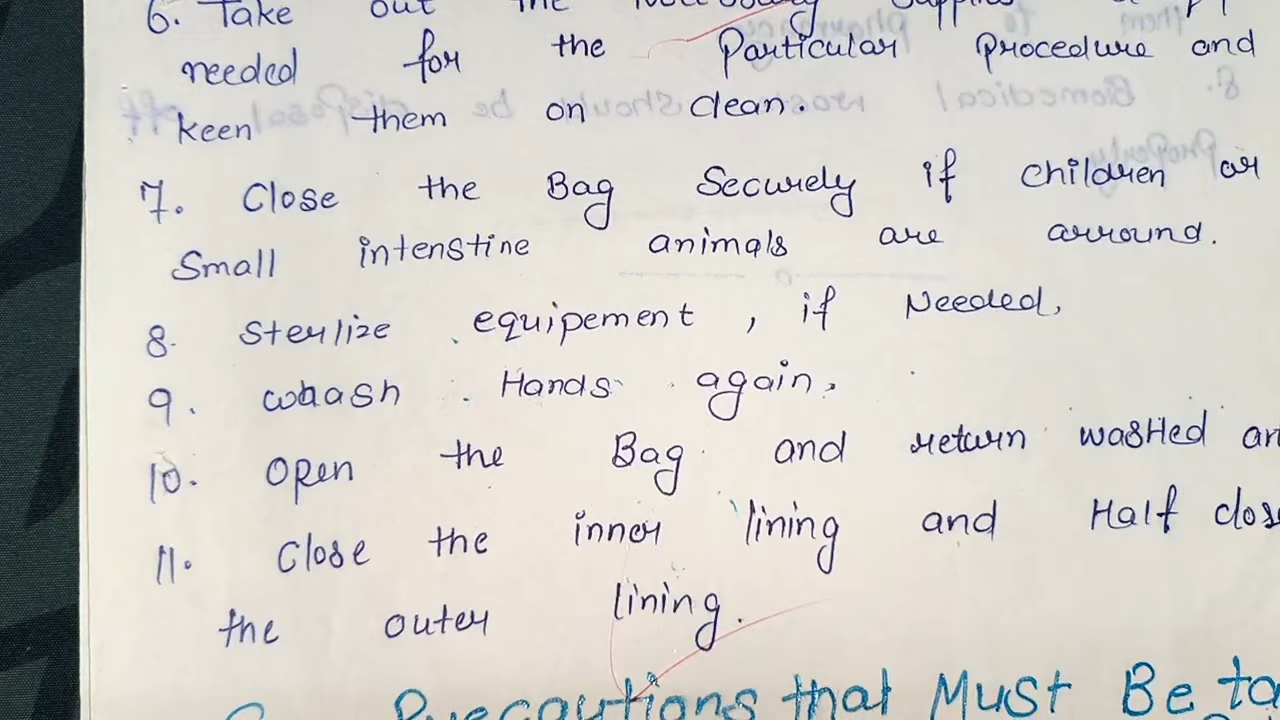 6. Take out the
needed for the Particular Procedure and
keen them on clean.
7. Close the Bag Securely if children or
Small intenstine animals are arround.
8. Sterlize equipement, if Needed,
9. whash Hands again.
10. Open the Bag and return washed an
11. Close the inner lining and Half clos
the outer lining.
Precautions that Must Be ta